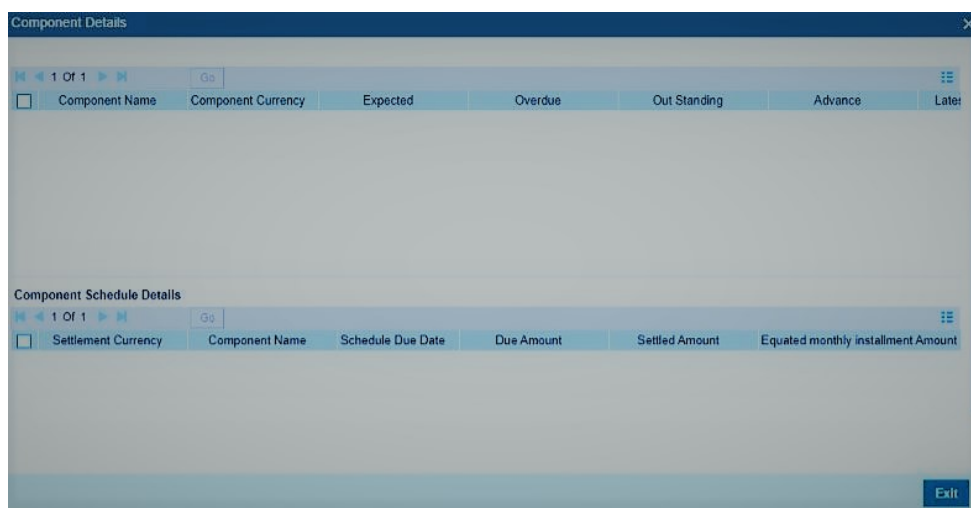 Component Details
1 Of 1 Go
Component Name Component Currency Expected Overdue Out Standing Advance
Component Schedule Details
1 Of 1 Go
Settlement Currency Component Name Schedule Due Date Due Amount Settled Amount Equated monthly installment Amount
Exit